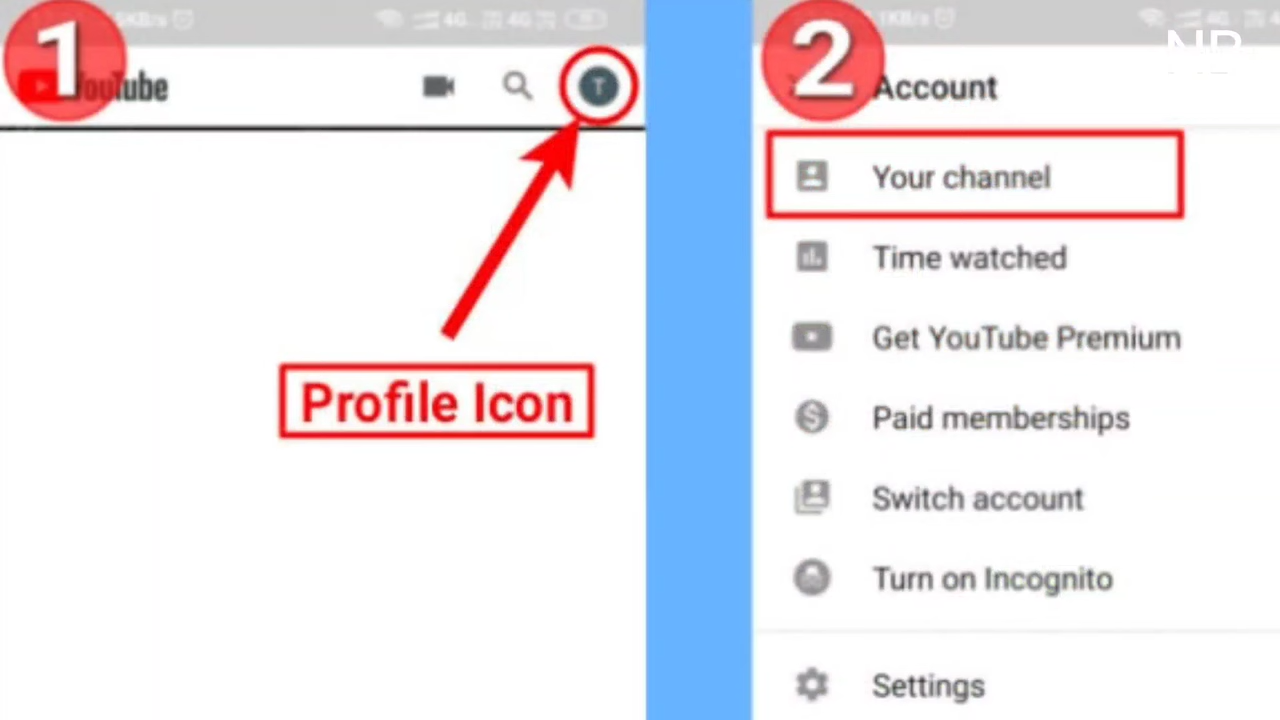 1
YouTube
T
Profile Icon
2
Account
Your channel
Time watched
Get YouTube Premium
Paid memberships
Switch account
Turn on Incognito
Settings
NB